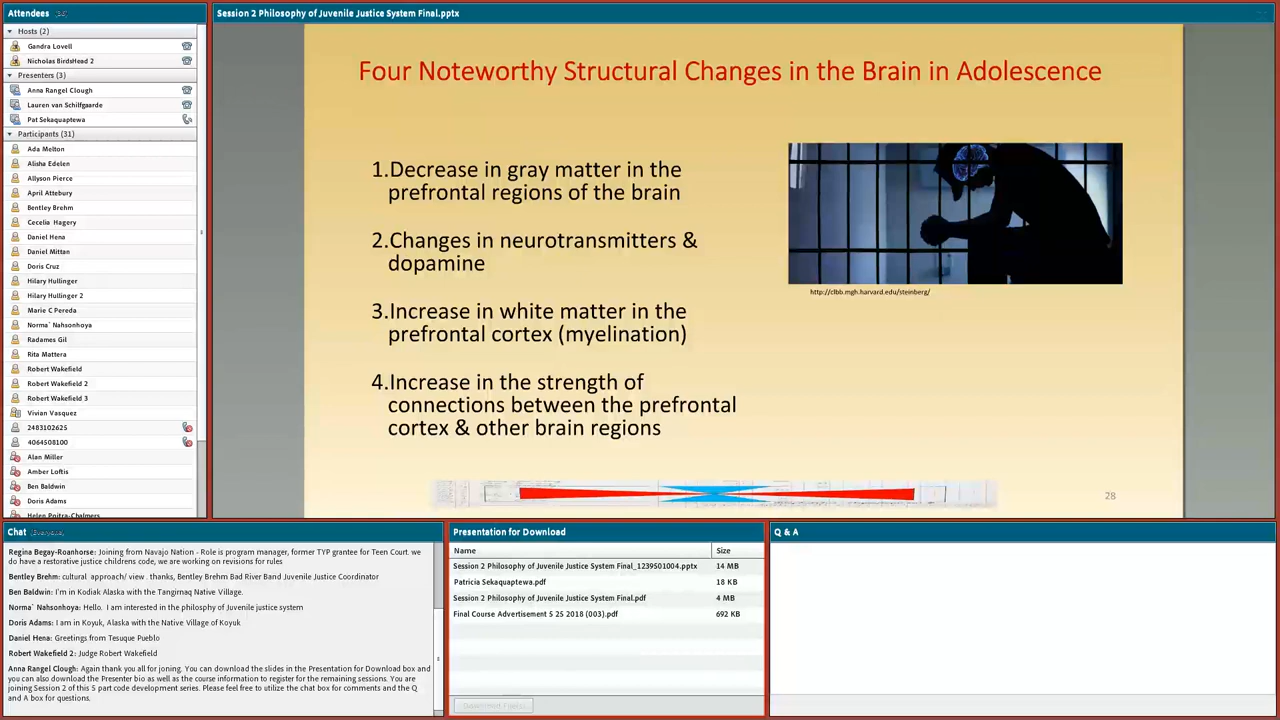 Attendees
Session 2 Philosophy of Juvenile Justice System Final.pptx
Hosts (2)
Gandra Lovell
Nicholas BirdsHead 2
Presenters (3)
Anna Rangel Clough
Lauren van Schilfgaarde
Pat Sekaquaptewa
Participants (31)
Ada Melton
Alisha Edelen
Allyson Pierce
April Attebury
Bentley Brehm
Cecelia Hagery
Daniel Hena
Daniel Mittan
Doris Cruz
Hilary Hullinger
Hilary Hullinger 2
Marie C Pereda
Norma` Nahsonhoya
Radames Gil
Rita Mattera
Robert Wakefield
Robert Wakefield 2
Robert Wakefield 3
Vivian Vasquez
2483102625
4064508100
Alan Miller
Amber Loftis
Ben Baldwin
Doris Adams
Helen Poitra-Chalmers
Four Noteworthy Structural Changes in the Brain in Adolescence
1.Decrease in gray matter in the
prefrontal regions of the brain
2.Changes in neurotransmitters &
dopamine
3.Increase in white matter in the
prefrontal cortex (myelination)
4.Increase in the strength of
connections between the prefrontal
cortex & other brain regions
http://clbb.mgh.harvard.edu/steinberg/
28
Chat (Everyone)
Regina Begay-Roanhorse: Joining from Navajo Nation - Role is program manager, former TYP grantee for Teen Court. we
do have a restorative justice childrens code, we are working on revisions for rules
Bentley Brehm: cultural approach/ view . thanks, Bentley Brehm Bad River Band Juvenile Justice Coordinator
Ben Baldwin: I'm in Kodiak Alaska with the Tangirnaq Native Village.
Norma` Nahsonhoya: Hello. I am interested in the philosphy of Juvenile justice system
Doris Adams: I am in Koyuk, Alaska with the Native Village of Koyuk
Daniel Hena: Greetings from Tesuque Pueblo
Robert Wakefield 2: Judge Robert Wakefield
Anna Rangel Clough: Again thank you all for joning. You can download the slides in the Presentation for Download box and
you can also download the Presenter bio as well as the course information to register for the remaining sessions. You are
joining Session 2 of this 5 part code development series. Please feel free to utilize the chat box for comments and the Q
and A box for questions.
Presentation for Download
Name Size
Session 2 Philosophy of Juvenile Justice System Final_1239501004.pptx 14 MB
Patricia Sekaquaptewa.pdf 18 KB
Session 2 Philosophy of Juvenile Justice System Final.pdf 4 MB
Final Course Advertisement 5 25 2018 (003).pdf 692 KB
Download File(s)
Q & A